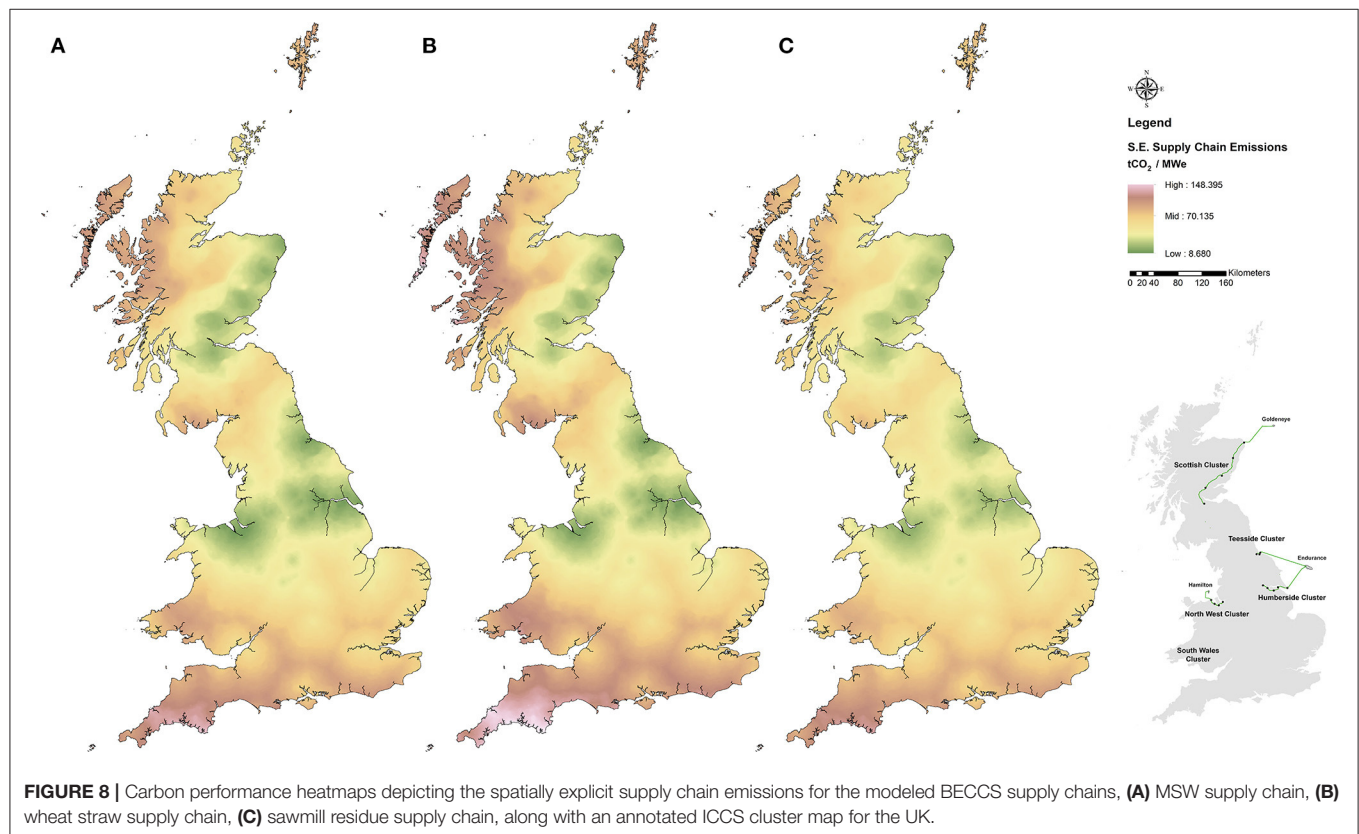 A
B
C
N
W E
S
Legend
S.E. Supply Chain Emissions
tCO₂ / MWe
High : 148.395
Mid : 70.135
Low : 8.680
Kilometers
0 20 40 80 120 160
Goldeneye
Scottish Cluster
Teesside Cluster
Endurance
Hamilton
Humberside Cluster
North West Cluster
South Wales
Cluster
FIGURE 8 | Carbon performance heatmaps depicting the spatially explicit supply chain emissions for the modeled BECCS supply chains, (A) MSW supply chain, (B)
wheat straw supply chain, (C) sawmill residue supply chain, along with an annotated ICCS cluster map for the UK.